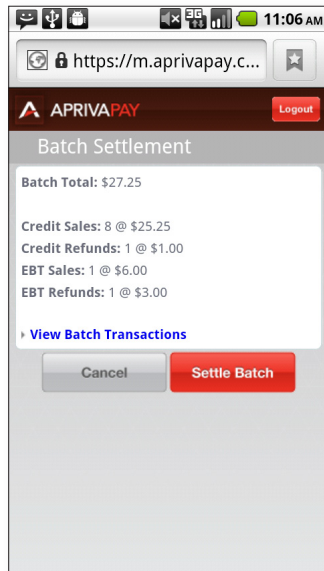 3G
11:06 AM
https://m.aprivapay.c...
APRIVAPAY
Logout
Batch Settlement
Batch Total: $27.25
Credit Sales: 8 @ $25.25
Credit Refunds: 1 @ $1.00
EBT Sales: 1 @ $6.00
EBT Refunds: 1 @ $3.00
View Batch Transactions
Cancel
Settle Batch